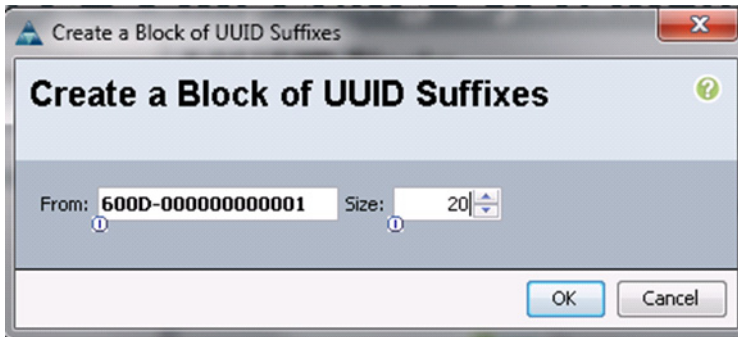 Create a Block of UUID Suffixes
Create a Block of UUID Suffixes
From: 600D-000000000001 Size: 20
OK Cancel